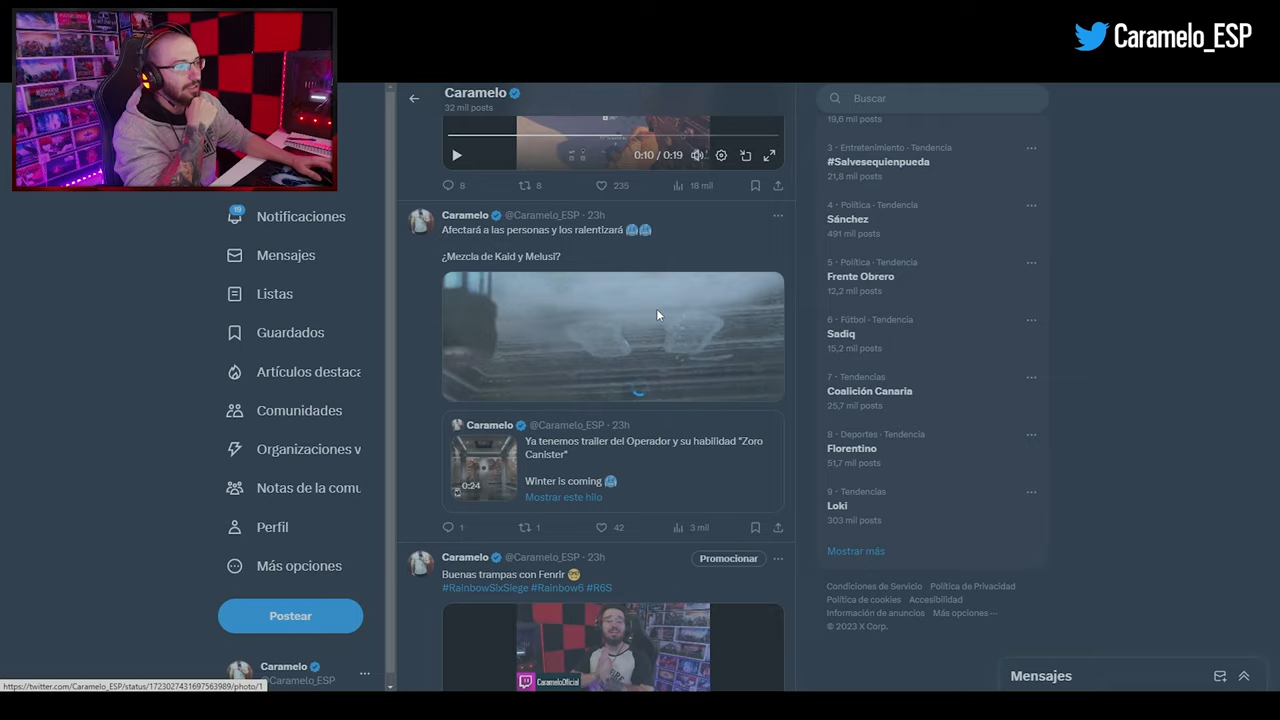 Caramelo_ESP
Caramelo
32 mil posts
Buscar
19,6 mil posts
3 · Entretenimiento · Tendencia
#Salvesequienpueda
21,8 mil posts
4 · Política · Tendencia
Sánchez
491 mil posts
5 · Política · Tendencia
Frente Obrero
12,2 mil posts
6 · Fútbol · Tendencia
Sadiq
15,2 mil posts
7 · Tendencias
Coalición Canaria
25,7 mil posts
8 · Deportes · Tendencia
Florentino
51,7 mil posts
9 · Tendencias
Loki
303 mil posts
Mostrar más
Condiciones de Servicio Política de Privacidad
Política de cookies Accesibilidad
Información de anuncios Más opciones ···
© 2023 X Corp.
0:10 / 0:19
8 8 235 18 mil
Caramelo @Caramelo_ESP · 23h
Afectará a las personas y los ralentizará
¿Mezcla de Kaid y Melusi?
Caramelo @Caramelo_ESP · 23h
Ya tenemos trailer del Operador y su habilidad "Zoro
Canister"
Winter is coming
Mostrar este hilo
0:24
1 1 42 3 mil
Caramelo @Caramelo_ESP · 23h
Promocionar
Buenas trampas con Fenrir
#RainbowSixSiege #Rainbow6 #R6S
CarameloOficial
19
Notificaciones
Mensajes
Listas
Guardados
Artículos destaca
Comunidades
Organizaciones v
Notas de la comu
Perfil
Más opciones
Postear
Caramelo
@Caramelo_ESP
https://twitter.com/Caramelo_ESP/status/1723027431697563989/photo/1
Mensajes